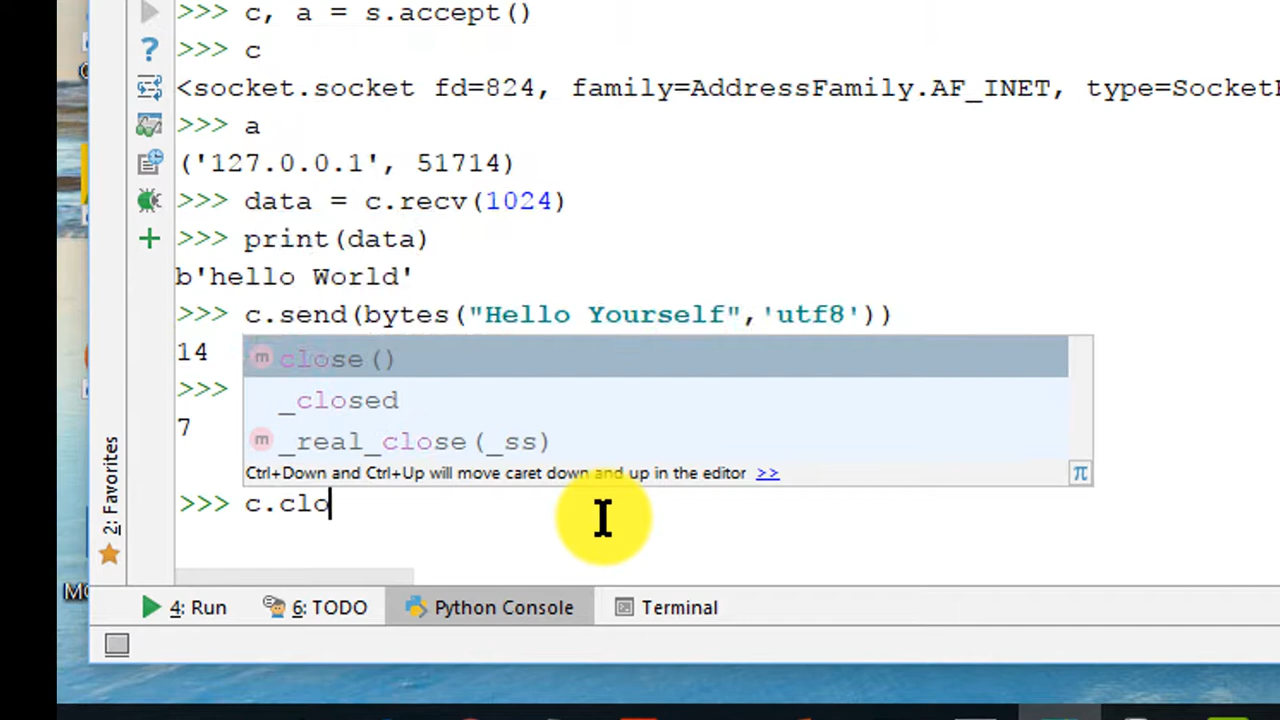 >>> c, a = s.accept()
>>> c
<socket.socket fd=824, family=AddressFamily.AF_INET, type=SocketK
>>> a
('127.0.0.1', 51714)
>>> data = c.recv(1024)
>>> print(data)
b'hello World'
>>> c.send(bytes("Hello Yourself",'utf8'))
14
m close()
>>>
_closed
7
m _real_close(_ss)
Ctrl+Down and Ctrl+Up will move caret down and up in the editor >> π
>>> c.clo
2: Favorites
4: Run 6: TODO Python Console Terminal